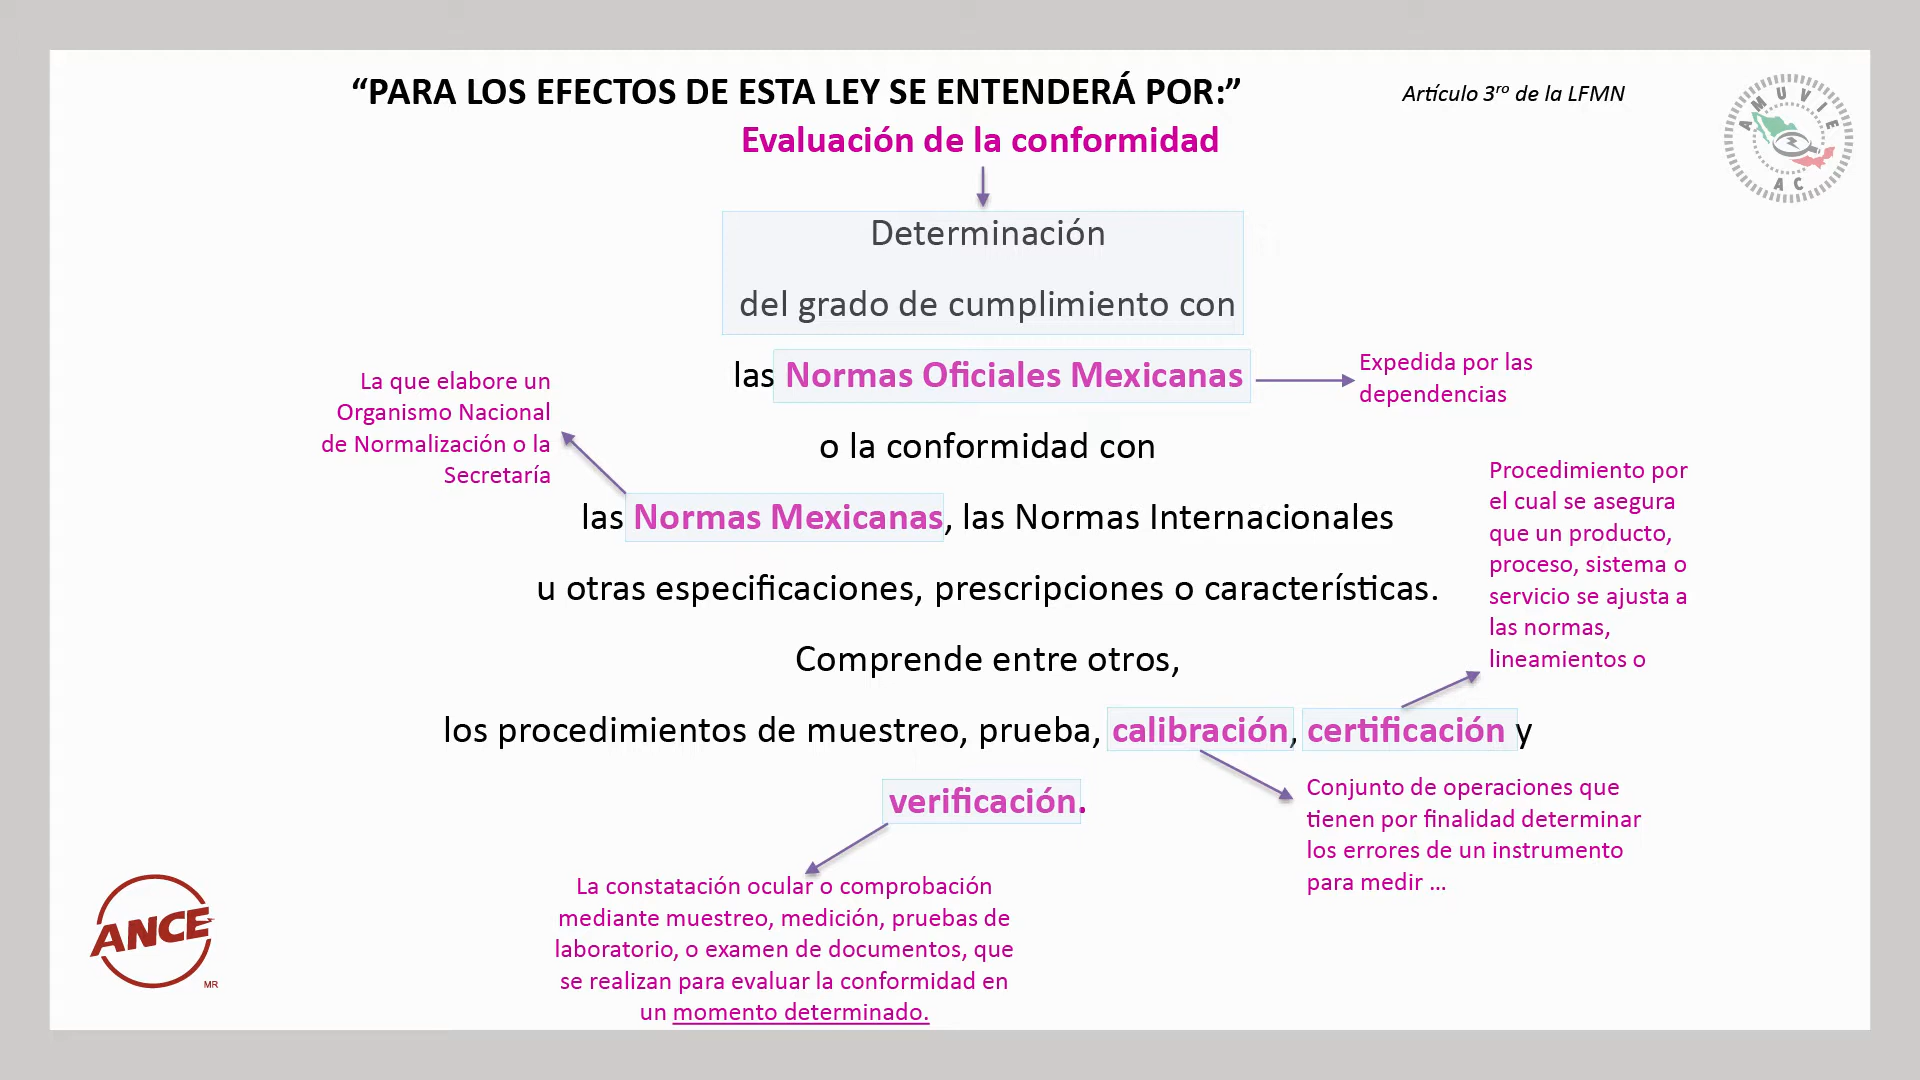 “PARA LOS EFECTOS DE ESTA LEY SE ENTENDERÁ POR:”
Artículo 3ro de la LFMN
AMUVIE
AC
Evaluación de la conformidad
Determinación
del grado de cumplimiento con
las Normas Oficiales Mexicanas
Expedida por las
dependencias
La que elabore un
Organismo Nacional
de Normalización o la
Secretaría
o la conformidad con
las Normas Mexicanas, las Normas Internacionales
u otras especificaciones, prescripciones o características.
Procedimiento por
el cual se asegura
que un producto,
proceso, sistema o
servicio se ajusta a
las normas,
lineamientos o
Comprende entre otros,
los procedimientos de muestreo, prueba, calibración, certificación y
verificación.
Conjunto de operaciones que
tienen por finalidad determinar
los errores de un instrumento
para medir ...
La constatación ocular o comprobación
mediante muestreo, medición, pruebas de
laboratorio, o examen de documentos, que
se realizan para evaluar la conformidad en
un momento determinado.
ANCE
MR